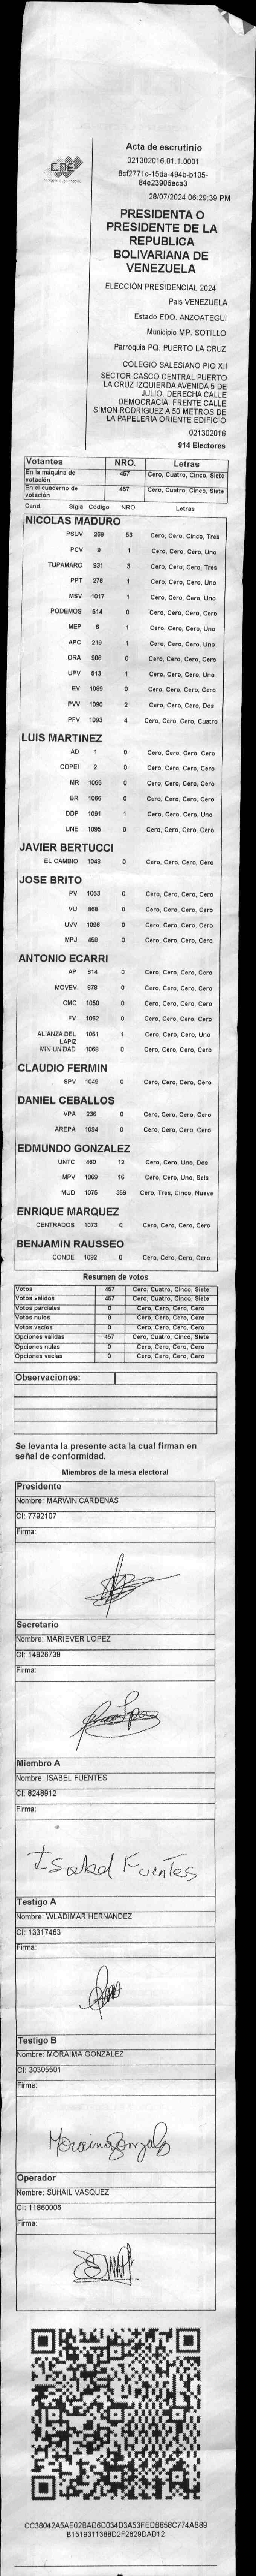 CNE
Acta de escrutinio
021302016.01.1.0001
8cf2771c-15da-494b-b105-
84e23906eca3
28/07/2024 06:29:39 PM
PRESIDENTA O
PRESIDENTE DE LA
REPUBLICA
BOLIVARIANA DE
VENEZUELA
ELECCIÓN PRESIDENCIAL 2024
Pais VENEZUELA
Estado EDO. ANZOATEGUI
Municipio MP. SOTILLO
Parroquia PQ. PUERTO LA CRUZ
COLEGIO SALESIANO PIO XII
SECTOR CASCO CENTRAL PUERTO
LA CRUZ IZQUIERDA AVENIDA 5 DE
JULIO. DERECHA CALLE
DEMOCRACIA. FRENTE CALLE
SIMON RODRIGUEZ A 50 METROS DE
LA PAPELERIA ORIENTE EDIFICIO
021302016
914 Electores
Votantes NRO. Letras
En la máquina de votación 457 Cero, Cuatro, Cinco, Siete
En el cuaderno de votación 457 Cero, Cuatro, Cinco, Siete
Cand. Sigla Código NRO. Letras
NICOLAS MADURO
PSUV 269 53 Cero, Cero, Cinco, Tres
PCV 9 1 Cero, Cero, Cero, Uno
TUPAMARO 931 3 Cero, Cero, Cero, Tres
PPT 276 1 Cero, Cero, Cero, Uno
MSV 1017 1 Cero, Cero, Cero, Uno
PODEMOS 514 0 Cero, Cero, Cero, Cero
MEP 6 1 Cero, Cero, Cero, Uno
APC 219 1 Cero, Cero, Cero, Uno
ORA 906 0 Cero, Cero, Cero, Cero
UPV 513 1 Cero, Cero, Cero, Uno
EV 1089 0 Cero, Cero, Cero, Cero
PVV 1090 2 Cero, Cero, Cero, Dos
PFV 1093 4 Cero, Cero, Cero, Cuatro
LUIS MARTINEZ
AD 1 0 Cero, Cero, Cero, Cero
COPEI 2 0 Cero, Cero, Cero, Cero
MR 1065 0 Cero, Cero, Cero, Cero
BR 1066 0 Cero, Cero, Cero, Cero
DDP 1091 1 Cero, Cero, Cero, Uno
UNE 1095 0 Cero, Cero, Cero, Cero
JAVIER BERTUCCI
EL CAMBIO 1048 0 Cero, Cero, Cero, Cero
JOSE BRITO
PV 1053 0 Cero, Cero, Cero, Cero
VU 869 0 Cero, Cero, Cero, Cero
UVV 1096 0 Cero, Cero, Cero, Cero
MPJ 458 0 Cero, Cero, Cero, Cero
ANTONIO ECARRI
AP 814 0 Cero, Cero, Cero, Cero
MOVEV 878 0 Cero, Cero, Cero, Cero
CMC 1050 0 Cero, Cero, Cero, Cero
FV 1062 0 Cero, Cero, Cero, Cero
ALIANZA DEL LAPIZ 1051 1 Cero, Cero, Cero, Uno
MIN UNIDAD 1068 0 Cero, Cero, Cero, Cero
CLAUDIO FERMIN
SPV 1049 0 Cero, Cero, Cero, Cero
DANIEL CEBALLOS
VPA 236 0 Cero, Cero, Cero, Cero
AREPA 1094 0 Cero, Cero, Cero, Cero
EDMUNDO GONZALEZ
UNTC 460 12 Cero, Cero, Uno, Dos
MPV 1069 16 Cero, Cero, Uno, Seis
MUD 1075 359 Cero, Tres, Cinco, Nueve
ENRIQUE MARQUEZ
CENTRADOS 1073 0 Cero, Cero, Cero, Cero
BENJAMIN RAUSSEO
CONDE 1092 0 Cero, Cero, Cero, Cero
Resumen de votos
Votos 457 Cero, Cuatro, Cinco, Siete
Votos validos 457 Cero, Cuatro, Cinco, Siete
Votos parciales 0 Cero, Cero, Cero, Cero
Votos nulos 0 Cero, Cero, Cero, Cero
Votos vacios 0 Cero, Cero, Cero, Cero
Opciones validas 457 Cero, Cuatro, Cinco, Siete
Opciones nulas 0 Cero, Cero, Cero, Cero
Opciones vacias 0 Cero, Cero, Cero, Cero
Observaciones:
Se levanta la presente acta la cual firman en
señal de conformidad.
Miembros de la mesa electoral
Presidente
Nombre: MARWIN CARDENAS
CI: 7792107
Firma:
Secretario
Nombre: MARIEVER LOPEZ
CI: 14826738
Firma:
Miembro A
Nombre: ISABEL FUENTES
CI: 8248912
Firma:
Isabel Fuentes
Testigo A
Nombre: WLADIMAR HERNANDEZ
CI: 13317463
Firma:
Testigo B
Nombre: MORAIMA GONZALEZ
CI: 30305501
Firma:
Moraima Gonzalez
Operador
Nombre: SUHAIL VASQUEZ
CI: 11860006
Firma:
CC38042A5AE02BAD6D034D3A53FEDB858C774AB89
B1519311388D2F2629DAD12